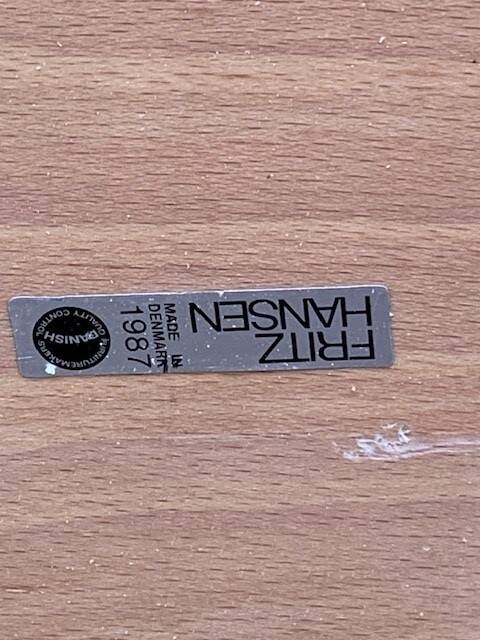 FRITZ
HANSEN
MADE IN
DENMARK
1987
DANISH
FURNITUREMAKERS
QUALITY CONTROL